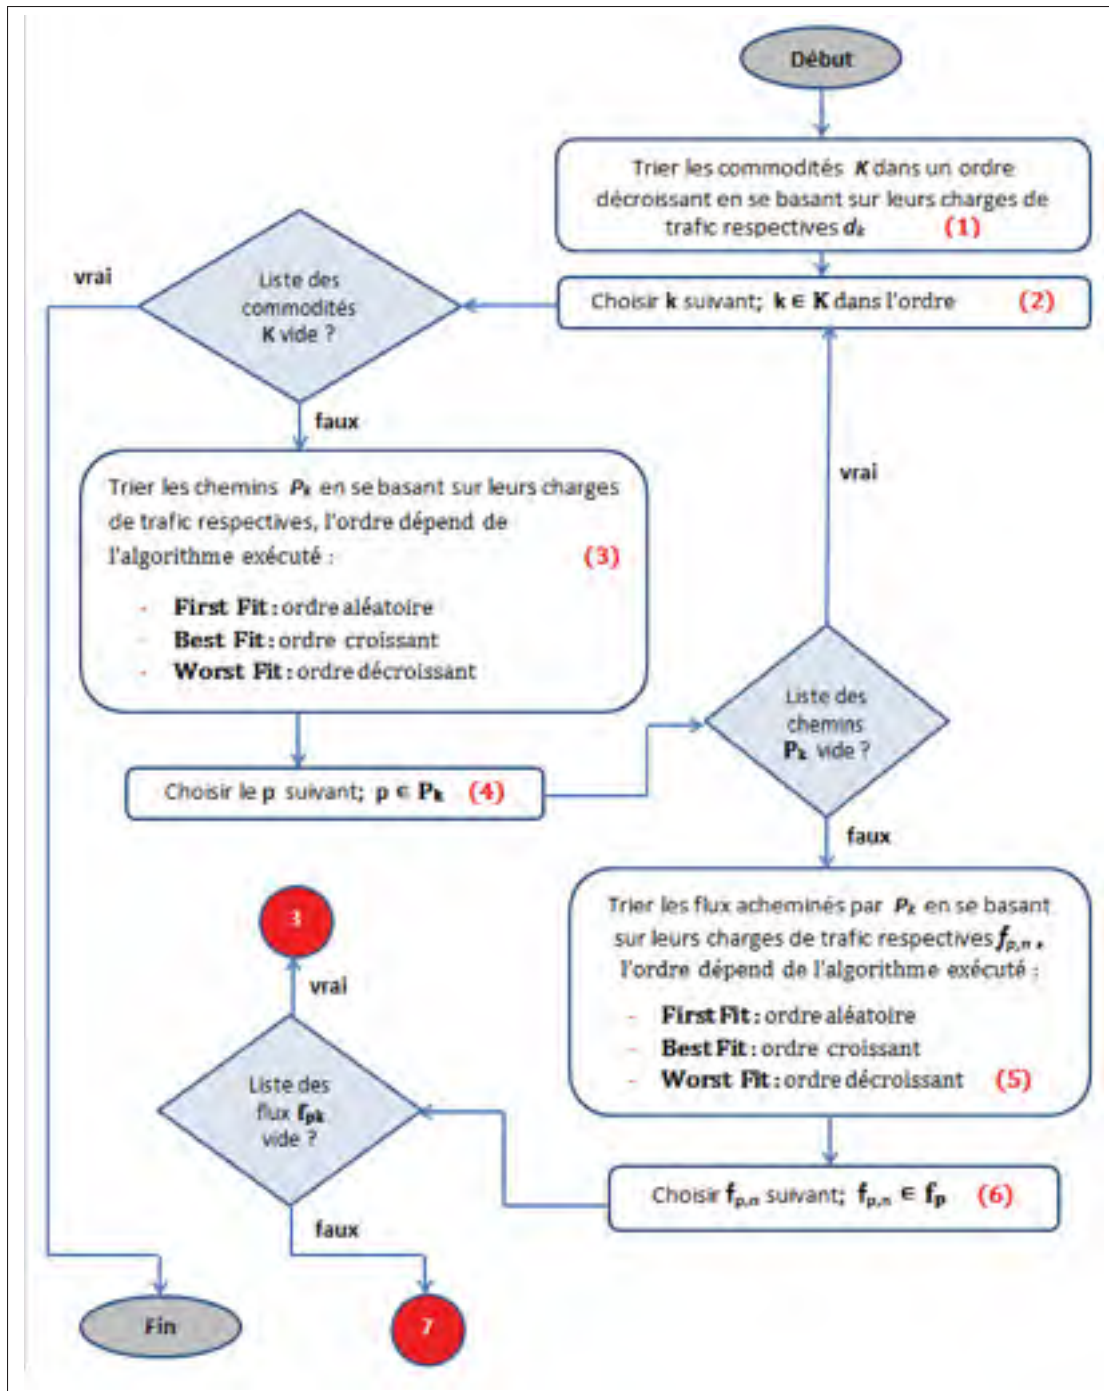 Début
Trier les commodités K dans un ordre
décroissant en se basant sur leurs charges de
trafic respectives dₖ (1)
Choisir k suivant; k ∈ K dans l'ordre (2)
vrai
Liste des
commodités
K vide ?
faux
Trier les chemins Pₖ en se basant sur leurs charges
de trafic respectives, l'ordre dépend de
l'algorithme exécuté : (3)
- First Fit : ordre aléatoire
- Best Fit : ordre croissant
- Worst Fit : ordre décroissant
Choisir le p suivant; p ∈ Pₖ (4)
vrai
Liste des
chemins
Pₖ vide ?
faux
Trier les flux acheminés par Pₖ en se basant
sur leurs charges de trafic respectives fₚ,ₙ,
l'ordre dépend de l'algorithme exécuté :
- First Fit : ordre aléatoire
- Best Fit : ordre croissant
- Worst Fit : ordre décroissant (5)
Choisir fₚ,ₙ suivant; fₚ,ₙ ∈ fₚ (6)
3
vrai
Liste des
flux fₚₖ
vide ?
faux
7
Fin